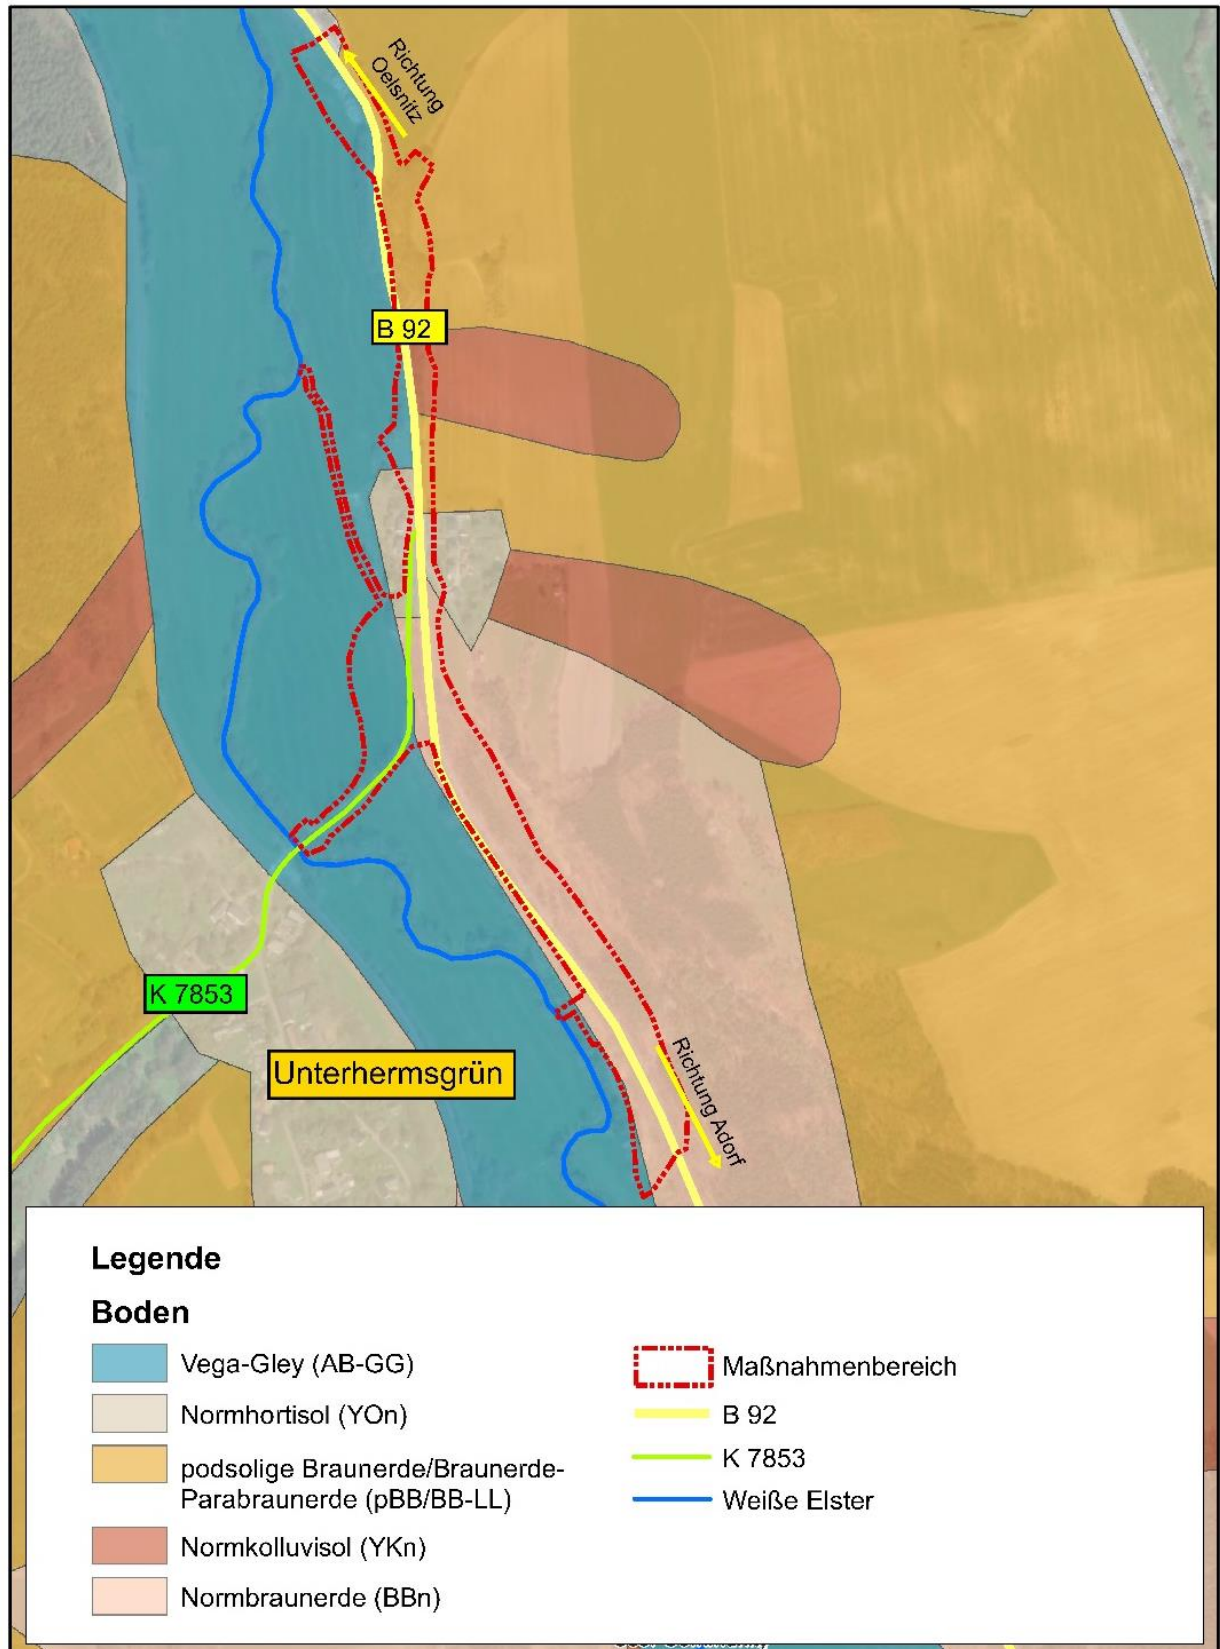 Richtung
Oelsnitz
B 92
K 7853
Unterhermsgrün
Richtung Adorf
Legende
Boden
Vega-Gley (AB-GG)
Normhortisol (YOn)
podsolige Braunerde/Braunerde-
Parabraunerde (pBB/BB-LL)
Normkolluvisol (YKn)
Normbraunerde (BBn)
Maßnahmenbereich
B 92
K 7853
Weiße Elster